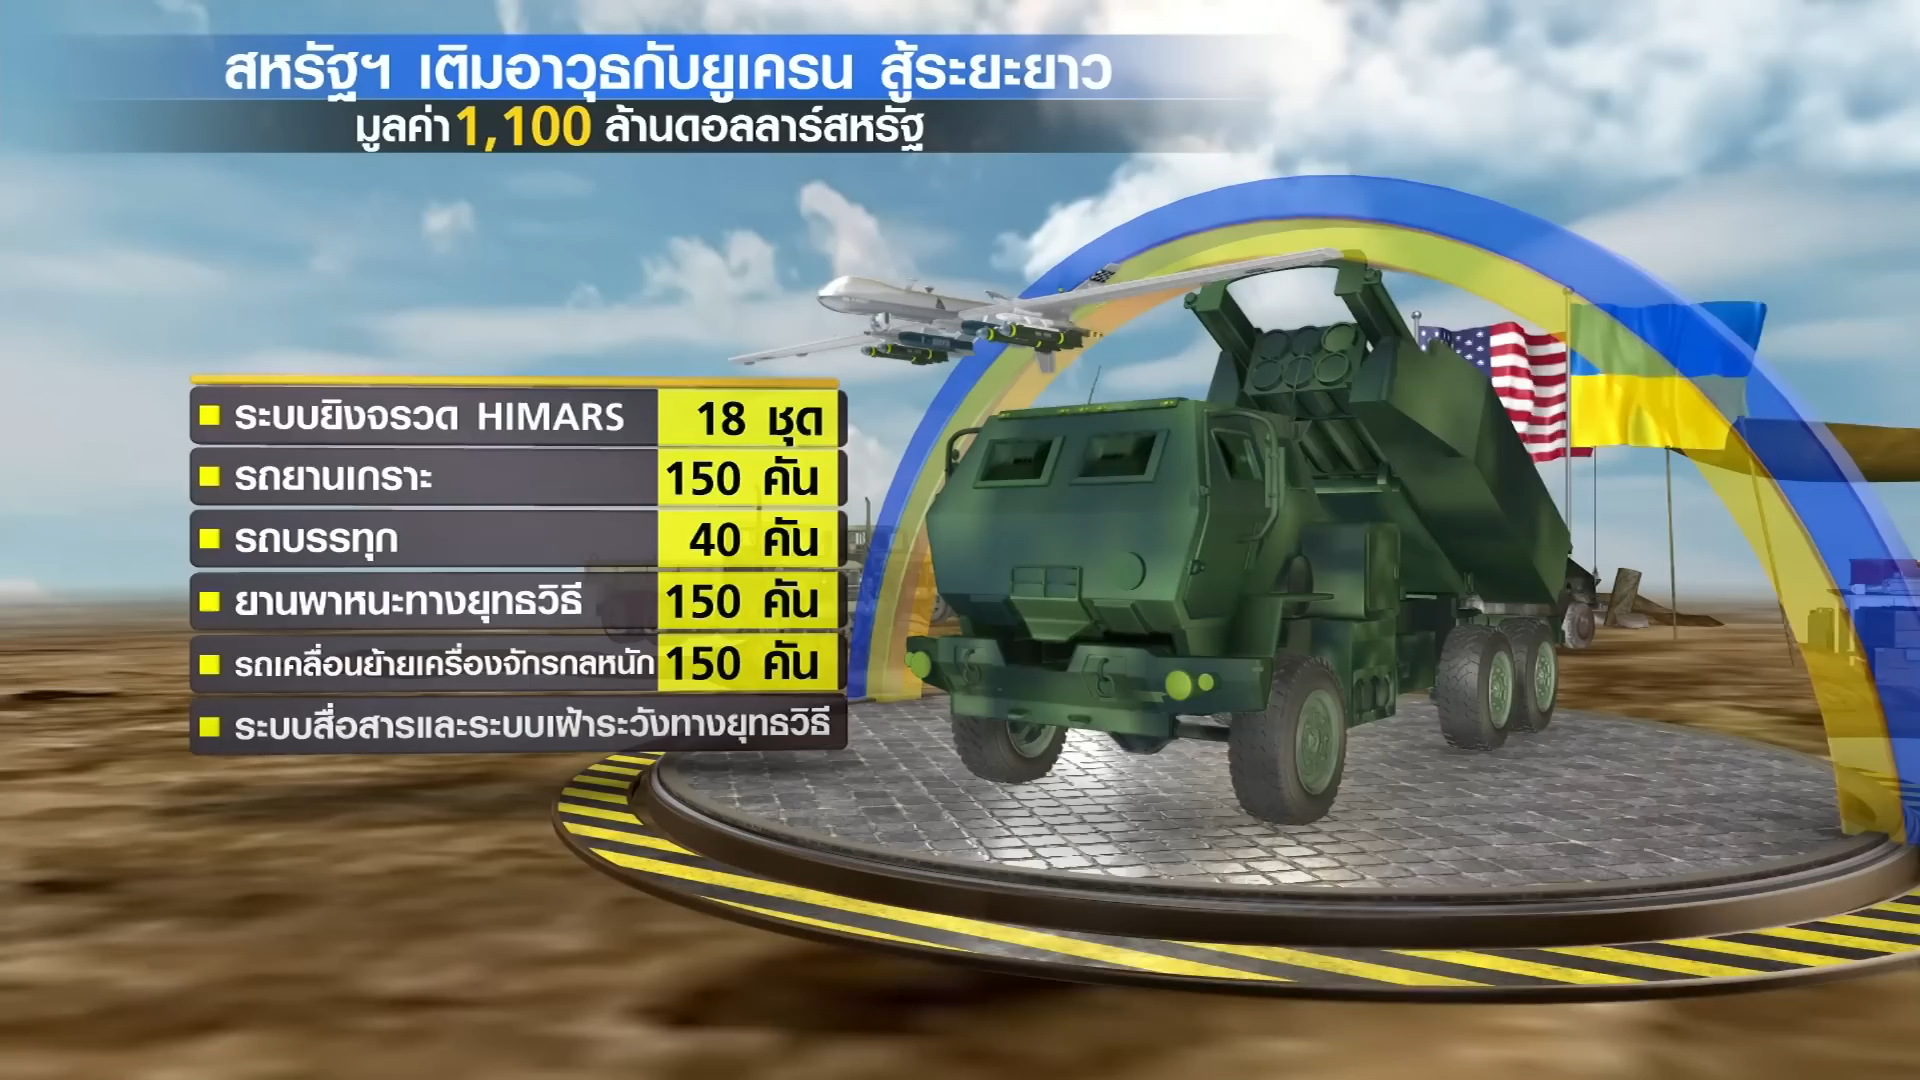 สหรัฐฯ เติมอาวุธกับยูเครน สู้ระยะยาว
มูลค่า 1,100 ล้านดอลลาร์สหรัฐ
ระบบยิงจรวด HIMARS 18 ชุด
รถยานเกราะ 150 คัน
รถบรรทุก 40 คัน
ยานพาหนะทางยุทธวิธี 150 คัน
รถเคลื่อนย้ายเครื่องจักรกลหนัก 150 คัน
ระบบสื่อสารและระบบเฝ้าระวังทางยุทธวิธี